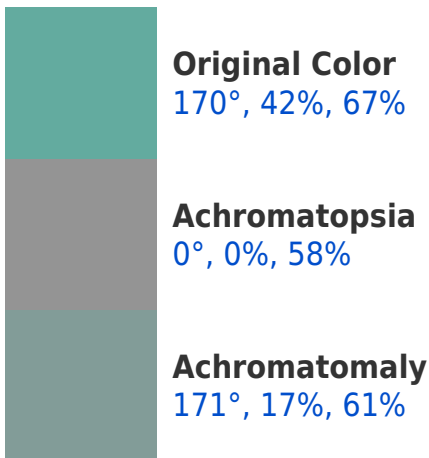 Original Color
170°, 42%, 67%
Achromatopsia
0°, 0%, 58%
Achromatomaly
171°, 17%, 61%